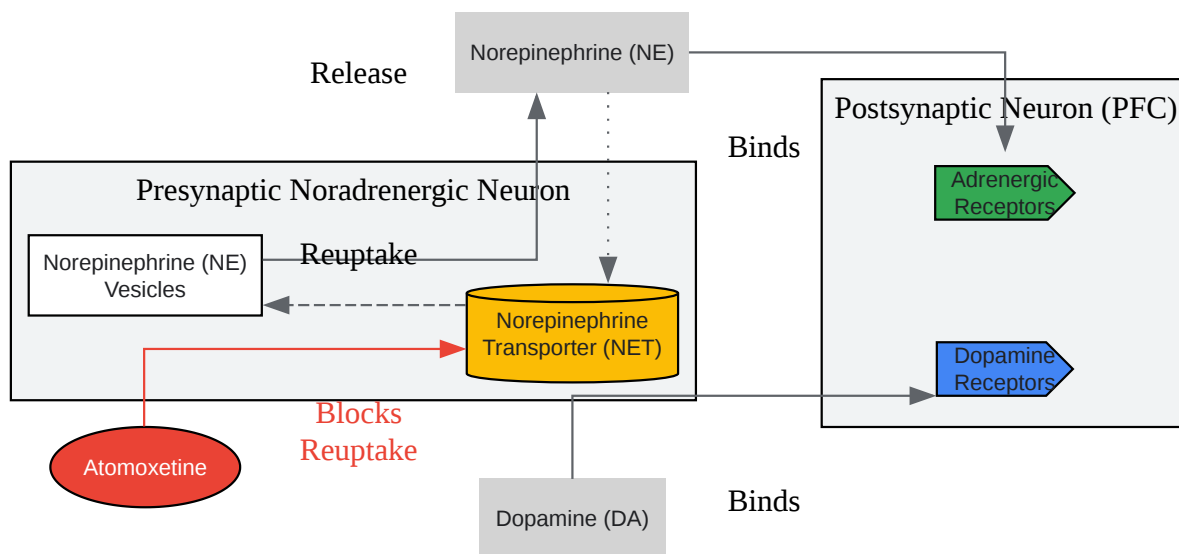 Norepinephrine (NE)
Release
Postsynaptic Neuron (PFC)
Binds
Presynaptic Noradrenergic Neuron
Adrenergic
Receptors
Reuptake
Norepinephrine (NE)
Vesicles
Norepinephrine
Transporter (NET)
Dopamine
Receptors
Blocks
Reuptake
Atomoxetine
Binds
Dopamine (DA)